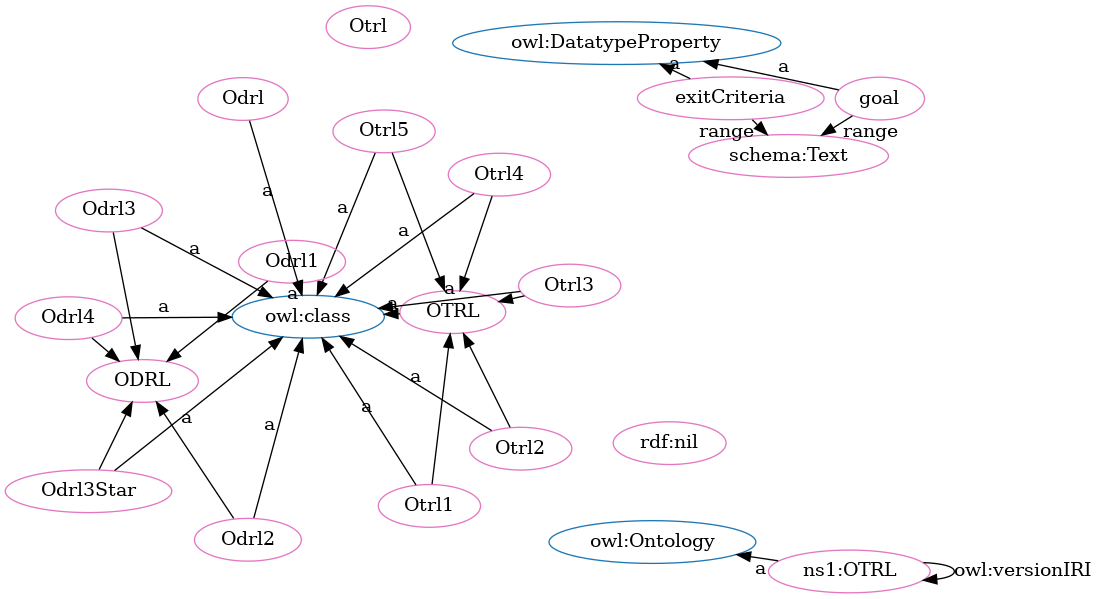 Otrl
owl:DatatypeProperty
a
a
Odrl
exitCriteria
goal
Otrl5
range
range
schema:Text
Otrl4
a
Odrl3
a
a
a
Odrl1
Otrl3
a
a
a
a
Odrl4
owl:class
OTRL
ODRL
a
a
a
a
rdf:nil
Otrl2
Odrl3Star
Otrl1
Odrl2
owl:Ontology
a
ns1:OTRL
owl:versionIRI